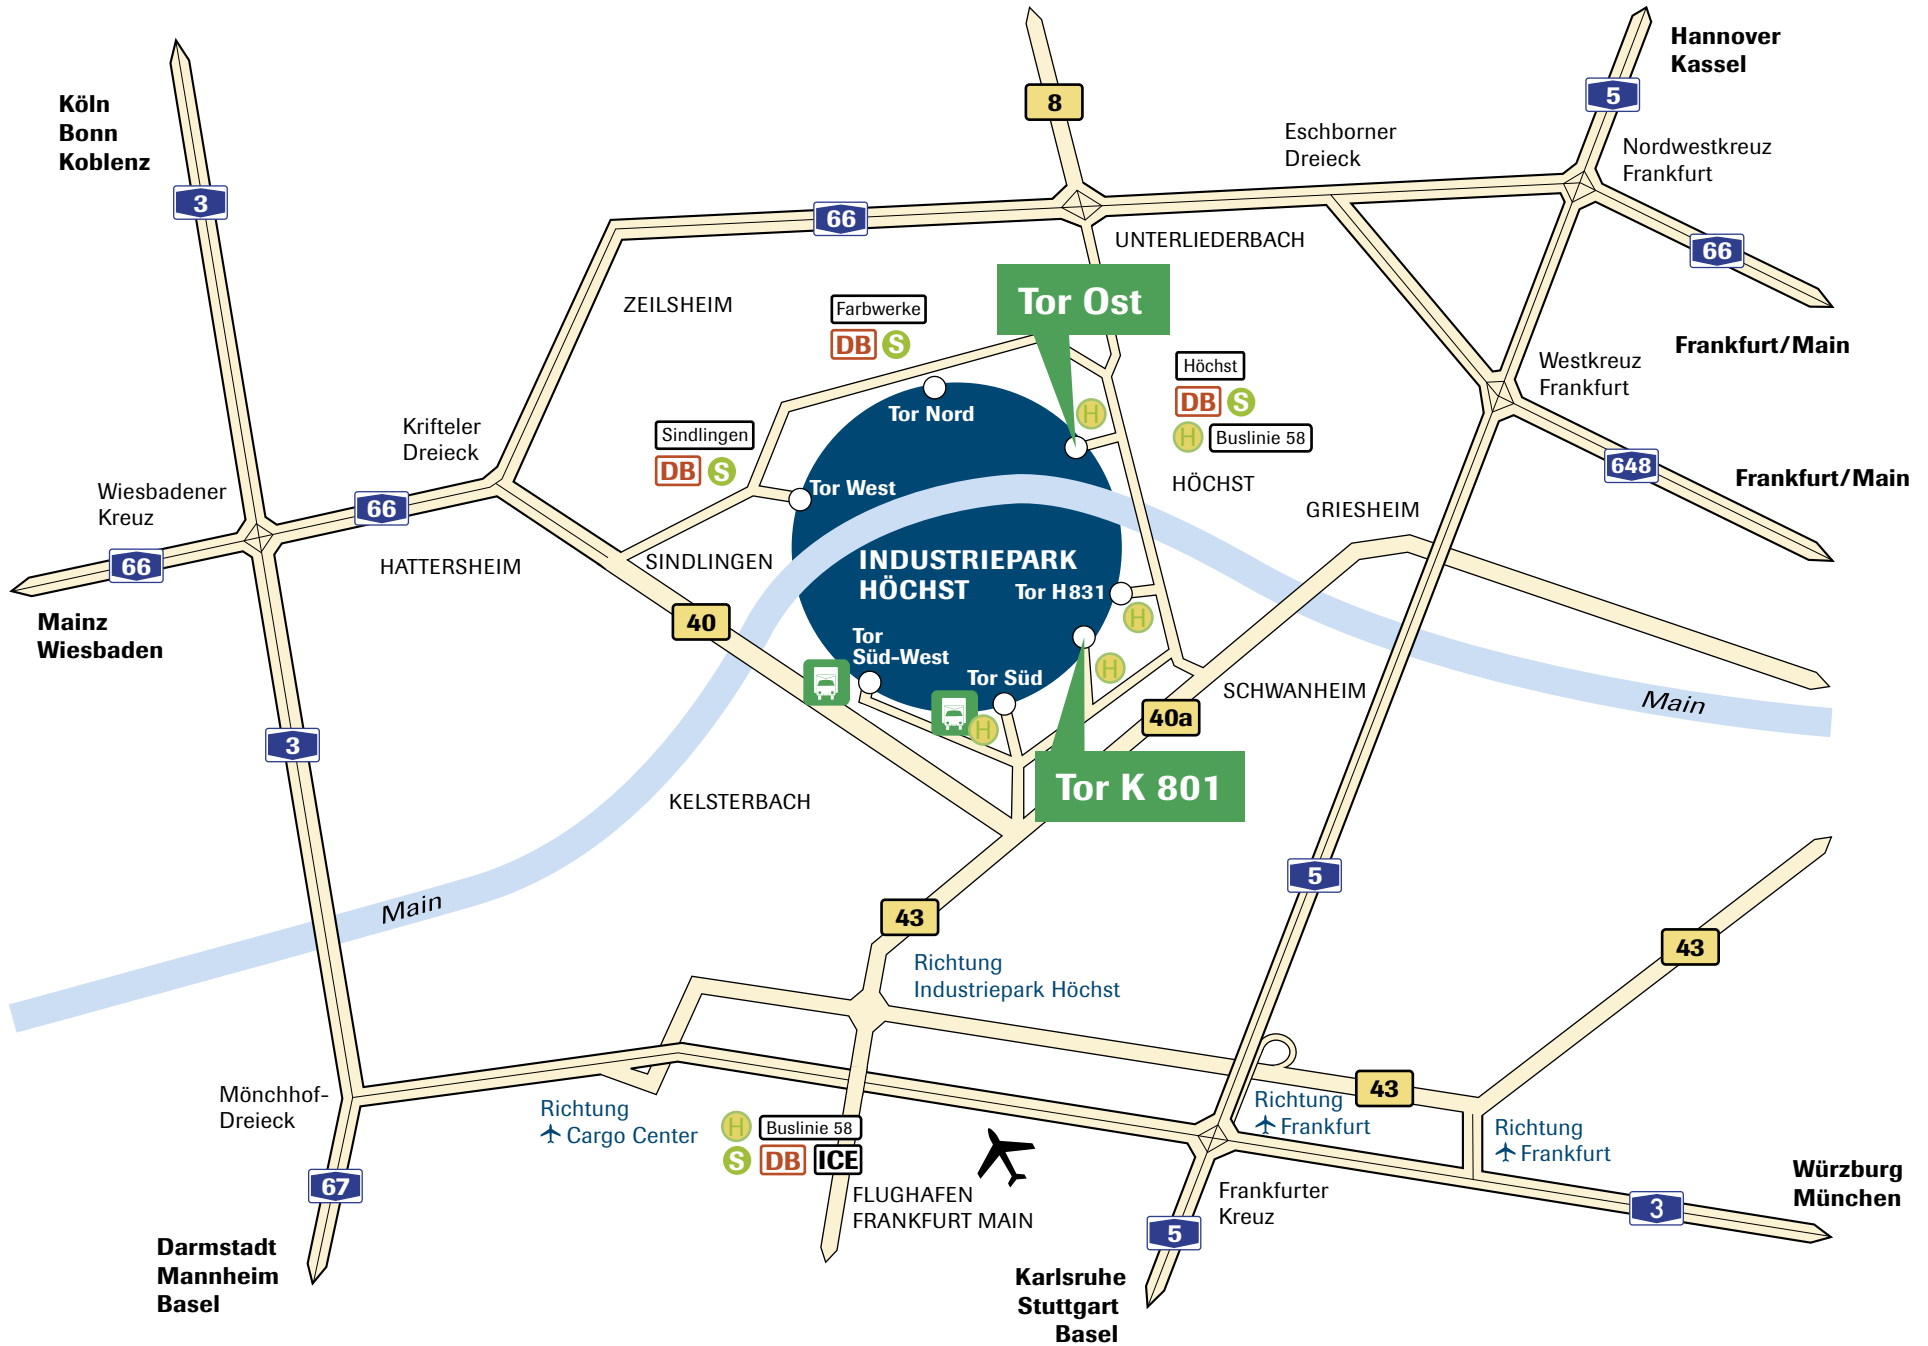 Hannover
Kassel
5
Köln
Bonn
Koblenz
8
Eschborner
Dreieck
Nordwestkreuz
Frankfurt
3
66
UNTERLIEDERBACH
66
Tor Ost
ZEILSHEIM
Farbwerke
DB S
Frankfurt/Main
Höchst
DB S
H Buslinie 58
Westkreuz
Frankfurt
Tor Nord
H
Krifteler
Dreieck
Sindlingen
DB S
648
Frankfurt/Main
HÖCHST
Tor West
Wiesbadener
Kreuz
66
GRIESHEIM
66
HATTERSHEIM
SINDLINGEN
INDUSTRIEPARK
HÖCHST
Tor H831
H
Mainz
Wiesbaden
40
Tor
Süd-West
Tor Süd
H
SCHWANHEIM
Main
40a
H
3
Tor K 801
KELSTERBACH
5
Main
43
43
Richtung
Industriepark Höchst
Mönchhof-
Dreieck
43
Richtung
Cargo Center
H Buslinie 58
S DB ICE
Richtung
Frankfurt
Richtung
Frankfurt
67
FLUGHAFEN
FRANKFURT MAIN
Frankfurter
Kreuz
5
3
Würzburg
München
Darmstadt
Mannheim
Basel
Karlsruhe
Stuttgart
Basel